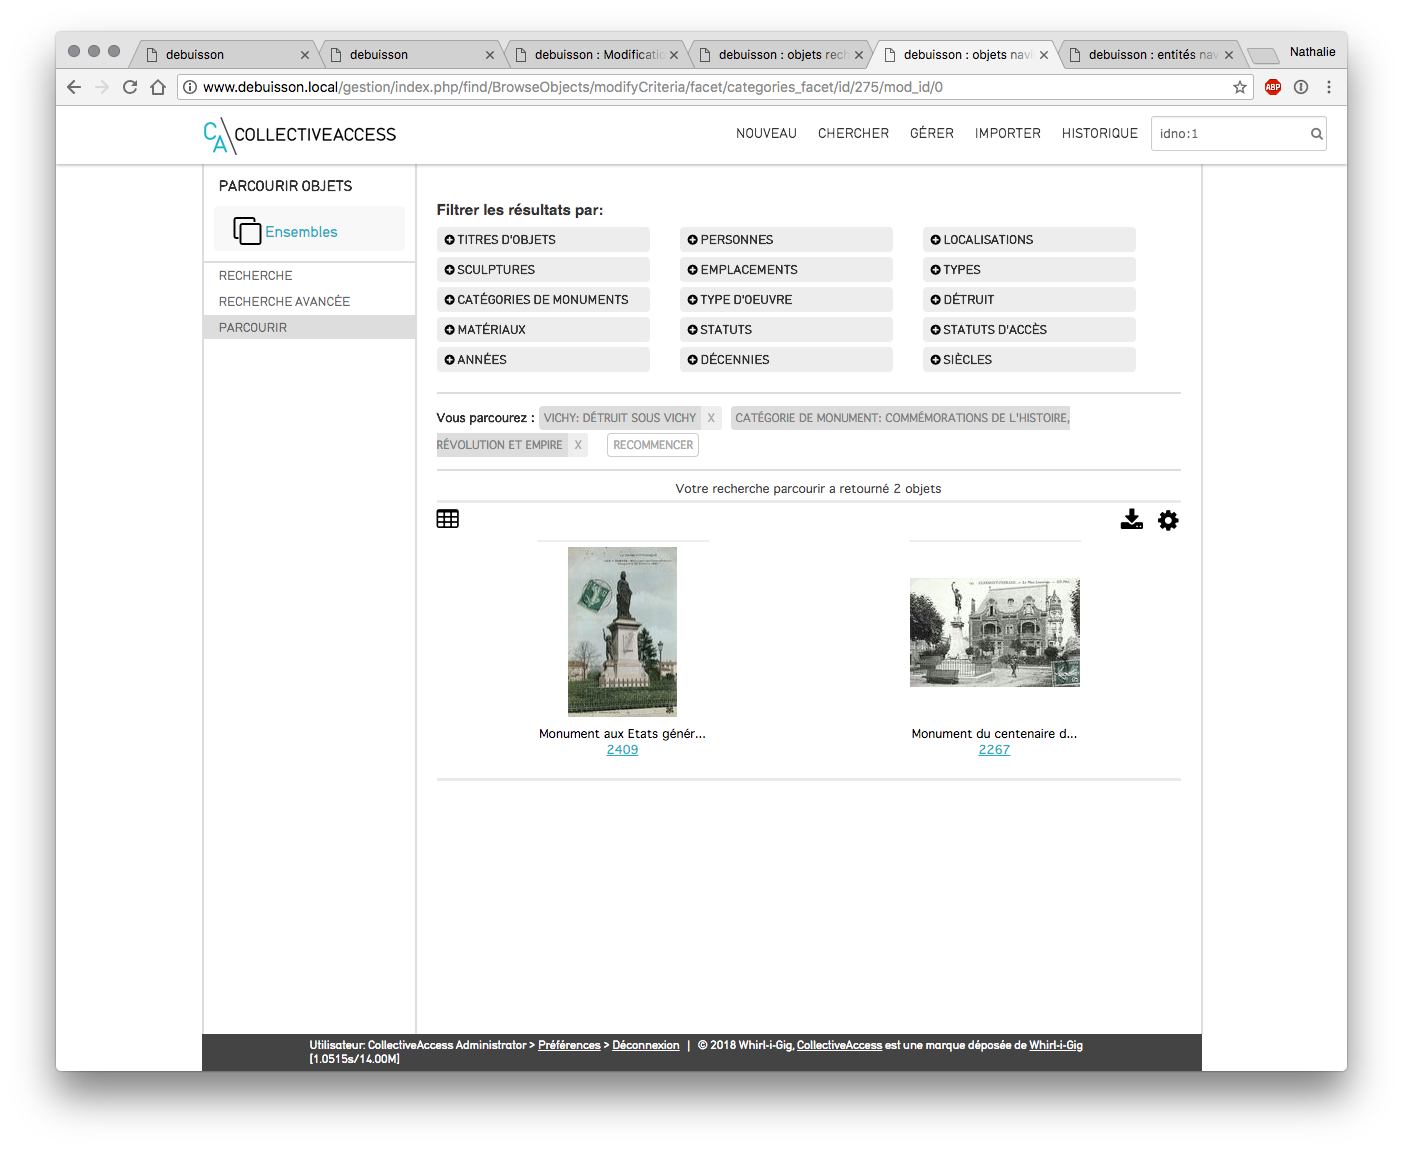 debuisson
debuisson
debuisson : Modificatio
debuisson : objets rech
debuisson : objets navi
debuisson : entités nav
Nathalie
www.debuisson.local/gestion/index.php/find/BrowseObjects/modifyCriteria/facet/categories_facet/id/275/mod_id/0
ABP
CA COLLECTIVEACCESS
NOUVEAU CHERCHER GÉRER IMPORTER HISTORIQUE idno:1
PARCOURIR OBJETS
Ensembles
RECHERCHE
RECHERCHE AVANCÉE
PARCOURIR
Filtrer les résultats par:
TITRES D'OBJETS PERSONNES LOCALISATIONS
SCULPTURES EMPLACEMENTS TYPES
CATÉGORIES DE MONUMENTS TYPE D'OEUVRE DÉTRUIT
MATÉRIAUX STATUTS STATUTS D'ACCÈS
ANNÉES DÉCENNIES SIÈCLES
Vous parcourez : VICHY: DÉTRUIT SOUS VICHY X CATÉGORIE DE MONUMENT: COMMÉMORATIONS DE L'HISTOIRE,
RÉVOLUTION ET EMPIRE X RECOMMENCER
Votre recherche parcourir a retourné 2 objets
Monument aux Etats génér...
2409
CLERMONT-FERRAND.
Monument du centenaire d...
2267
Utilisateur: CollectiveAccess Administrator > Préférences > Déconnexion | © 2018 Whirl-i-Gig, CollectiveAccess est une marque déposée de Whirl-i-Gig
[1.0515s/14.00M]